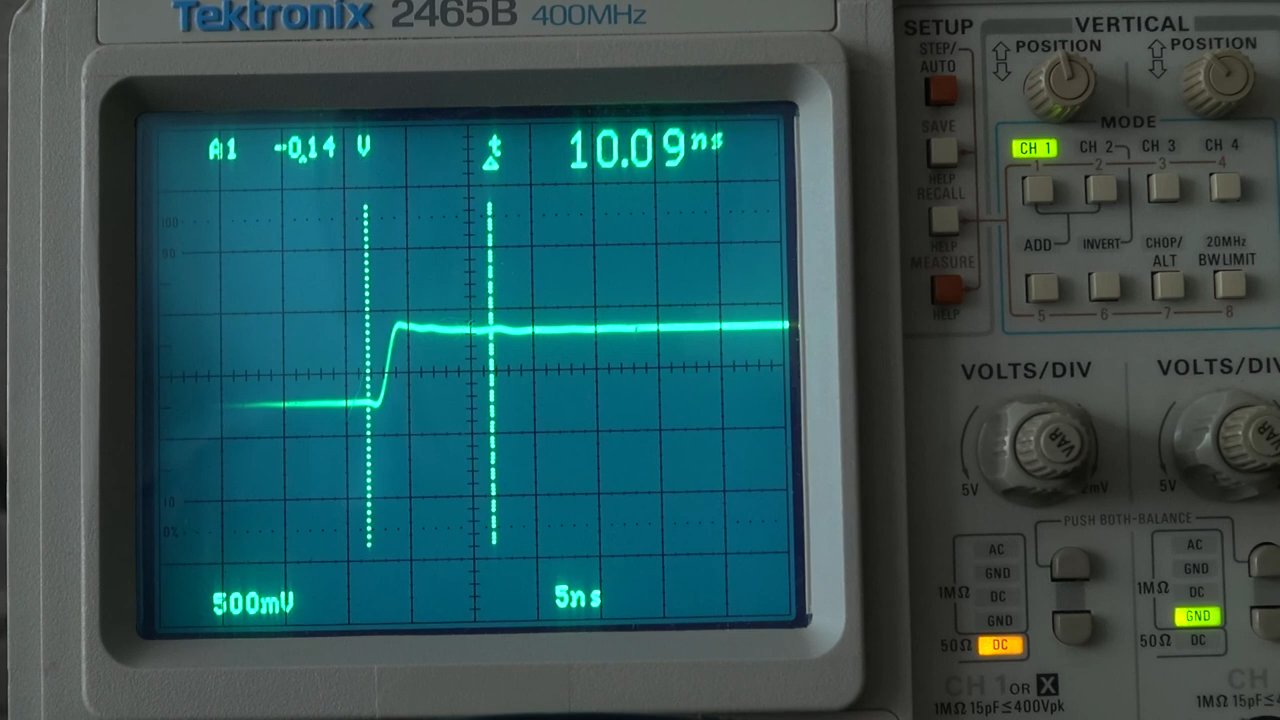 Tektronix 2465B 400MHz
A1 -0.14 V t 10.09ns
100
90
10
0%
500mV 5ns
SETUP
STEP/
AUTO
SAVE
HELP
RECALL
HELP
MEASURE
HELP
VERTICAL
POSITION POSITION
MODE
CH 1 CH 2 CH 3 CH 4
1 2 3 4
ADD INVERT CHOP/
ALT 20MHz
BW LIMIT
5 6 7 8
VOLTS/DIV VOLTS/DIV
VAR VAR
5V 2mV 5V
PUSH BOTH-BALANCE
AC
GND
1MΩ DC
GND
50Ω DC
AC
GND
1MΩ DC
GND
50Ω DC
CH 1 OR X
1MΩ 15pF≤400Vpk
CH
1MΩ 15pF≤4